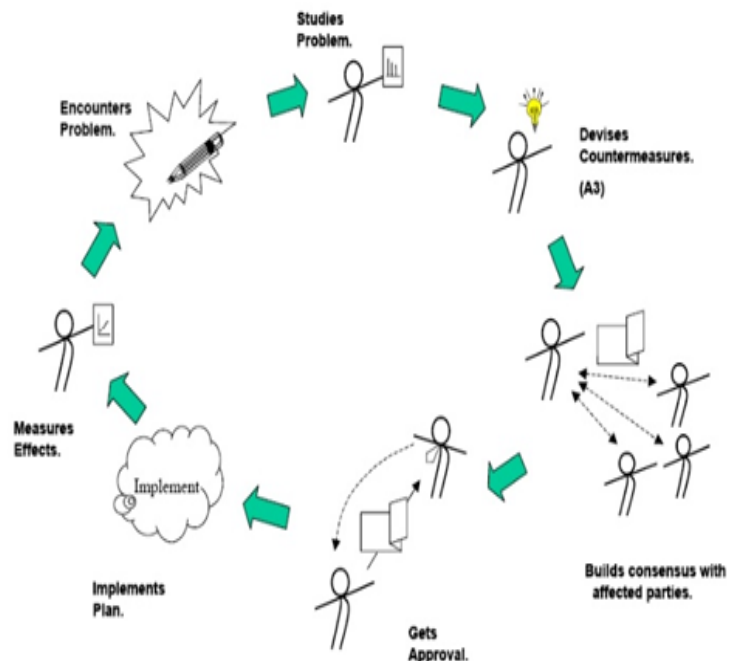 Studies
Problem.
Encounters
Problem.
Devises
Countermeasures.
(A3)
Builds consensus with
affected parties.
Gets
Approval.
Implement
Implements
Plan.
Measures
Effects.